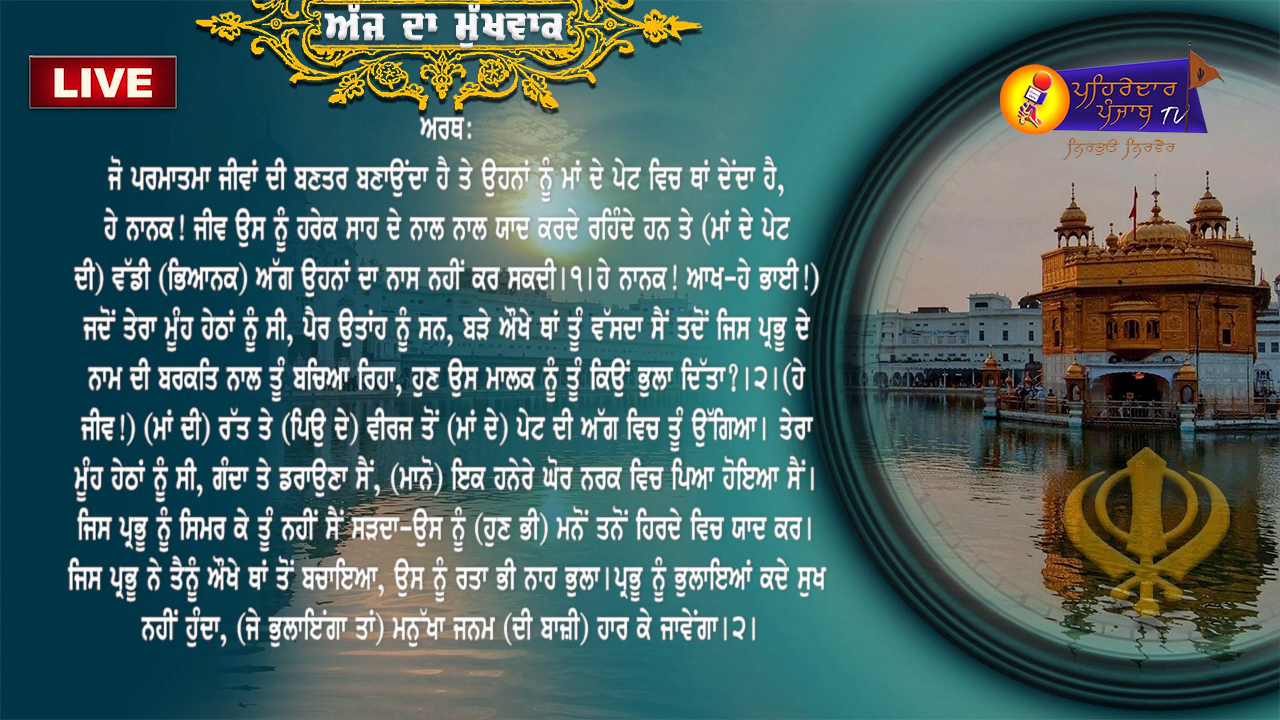 ਅੱਜ ਦਾ ਮੁੱਖਵਾਕ
LIVE
ਪਹਿਰੇਦਾਰ
ਪੰਜਾਬ TV
ਨਿਰਭਉ ਨਿਰਵੈਰ
ਅਰਥ:
ਜੋ ਪਰਮਾਤਮਾ ਜੀਵਾਂ ਦੀ ਬਣਤਰ ਬਣਾਉਂਦਾ ਹੈ ਤੇ ਉਹਨਾਂ ਨੂੰ ਮਾਂ ਦੇ ਪੇਟ ਵਿਚ ਥਾਂ ਦੇਂਦਾ ਹੈ,
ਹੇ ਨਾਨਕ! ਜੀਵ ਉਸ ਨੂੰ ਹਰੇਕ ਸਾਹ ਦੇ ਨਾਲ ਨਾਲ ਯਾਦ ਕਰਦੇ ਰਹਿੰਦੇ ਹਨ ਤੇ (ਮਾਂ ਦੇ ਪੇਟ
ਦੀ) ਵੱਡੀ (ਭਿਆਨਕ) ਅੱਗ ਉਹਨਾਂ ਦਾ ਨਾਸ ਨਹੀਂ ਕਰ ਸਕਦੀ।੧।ਹੇ ਨਾਨਕ! ਆਖ-ਹੇ ਭਾਈ!)
ਜਦੋਂ ਤੇਰਾ ਮੂੰਹ ਹੇਠਾਂ ਨੂੰ ਸੀ, ਪੈਰ ਉਤਾਂਹ ਨੂੰ ਸਨ, ਬੜੇ ਔਖੇ ਥਾਂ ਤੂੰ ਵੱਸਦਾ ਸੈਂ ਤਦੋਂ ਜਿਸ ਪ੍ਰਭੂ ਦੇ
ਨਾਮ ਦੀ ਬਰਕਤਿ ਨਾਲ ਤੂੰ ਬਚਿਆ ਰਿਹਾ, ਹੁਣ ਉਸ ਮਾਲਕ ਨੂੰ ਤੂੰ ਕਿਉਂ ਭੁਲਾ ਦਿੱਤਾ?।੨।(ਹੇ
ਜੀਵ!) (ਮਾਂ ਦੀ) ਰੱਤ ਤੇ (ਪਿਉ ਦੇ) ਵੀਰਜ ਤੋਂ (ਮਾਂ ਦੇ) ਪੇਟ ਦੀ ਅੱਗ ਵਿਚ ਤੂੰ ਉੱਗਿਆ। ਤੇਰਾ
ਮੂੰਹ ਹੇਠਾਂ ਨੂੰ ਸੀ, ਗੰਦਾ ਤੇ ਡਰਾਉਣਾ ਸੈਂ, (ਮਾਨੋ) ਇਕ ਹਨੇਰੇ ਘੋਰ ਨਰਕ ਵਿਚ ਪਿਆ ਹੋਇਆ ਸੈਂ।
ਜਿਸ ਪ੍ਰਭੂ ਨੂੰ ਸਿਮਰ ਕੇ ਤੂੰ ਨਹੀਂ ਸੈਂ ਸੜਦਾ-ਉਸ ਨੂੰ (ਹੁਣ ਭੀ) ਮਨੋਂ ਤਨੋਂ ਹਿਰਦੇ ਵਿਚ ਯਾਦ ਕਰ।
ਜਿਸ ਪ੍ਰਭੂ ਨੇ ਤੈਨੂੰ ਔਖੇ ਥਾਂ ਤੋਂ ਬਚਾਇਆ, ਉਸ ਨੂੰ ਰਤਾ ਭੀ ਨਾਹ ਭੁਲਾ।ਪ੍ਰਭੂ ਨੂੰ ਭੁਲਾਇਆਂ ਕਦੇ ਸੁਖ
ਨਹੀਂ ਹੁੰਦਾ, (ਜੇ ਭੁਲਾਇਂਗਾ ਤਾਂ) ਮਨੁੱਖਾ ਜਨਮ (ਦੀ ਬਾਜ਼ੀ) ਹਾਰ ਕੇ ਜਾਵੇਂਗਾ।੨।